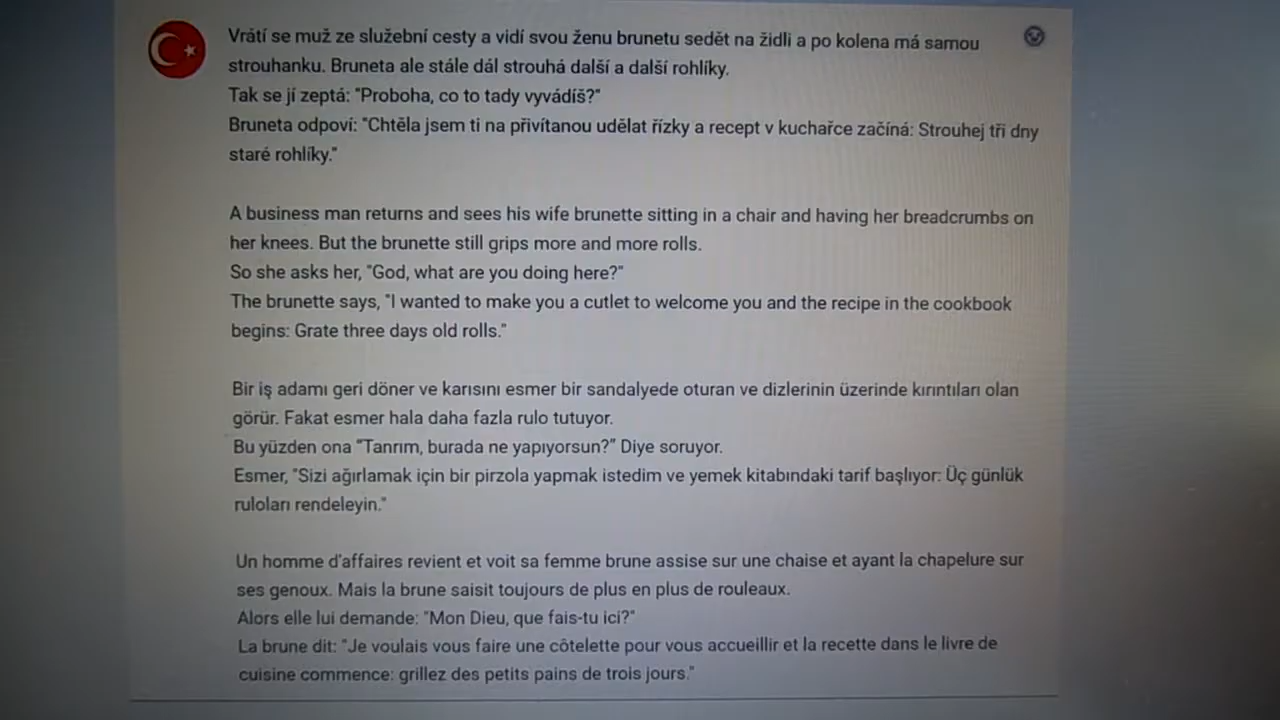 Vrátí se muž ze služební cesty a vidí svou ženu brunetu sedět na židli a po kolena má samou
strouhanku. Bruneta ale stále dál strouhá další a další rohlíky.
Tak se jí zeptá: "Proboha, co to tady vyvádíš?"
Bruneta odpoví: "Chtěla jsem ti na přivítanou udělat řízky a recept v kuchařce začíná: Strouhej tři dny
staré rohlíky."
A business man returns and sees his wife brunette sitting in a chair and having her breadcrumbs on
her knees. But the brunette still grips more and more rolls.
So she asks her, "God, what are you doing here?"
The brunette says, "I wanted to make you a cutlet to welcome you and the recipe in the cookbook
begins: Grate three days old rolls."
Bir iş adamı geri döner ve karısını esmer bir sandalyede oturan ve dizlerinin üzerinde kırıntıları olan
görür. Fakat esmer hala daha fazla rulo tutuyor.
Bu yüzden ona “Tanrım, burada ne yapıyorsun?” Diye soruyor.
Esmer, "Sizi ağırlamak için bir pirzola yapmak istedim ve yemek kitabındaki tarif başlıyor: Üç günlük
ruloları rendeleyin."
Un homme d'affaires revient et voit sa femme brune assise sur une chaise et ayant la chapelure sur
ses genoux. Mais la brune saisit toujours de plus en plus de rouleaux.
Alors elle lui demande: "Mon Dieu, que fais-tu ici?"
La brune dit: "Je voulais vous faire une côtelette pour vous accueillir et la recette dans le livre de
cuisine commence: grillez des petits pains de trois jours."